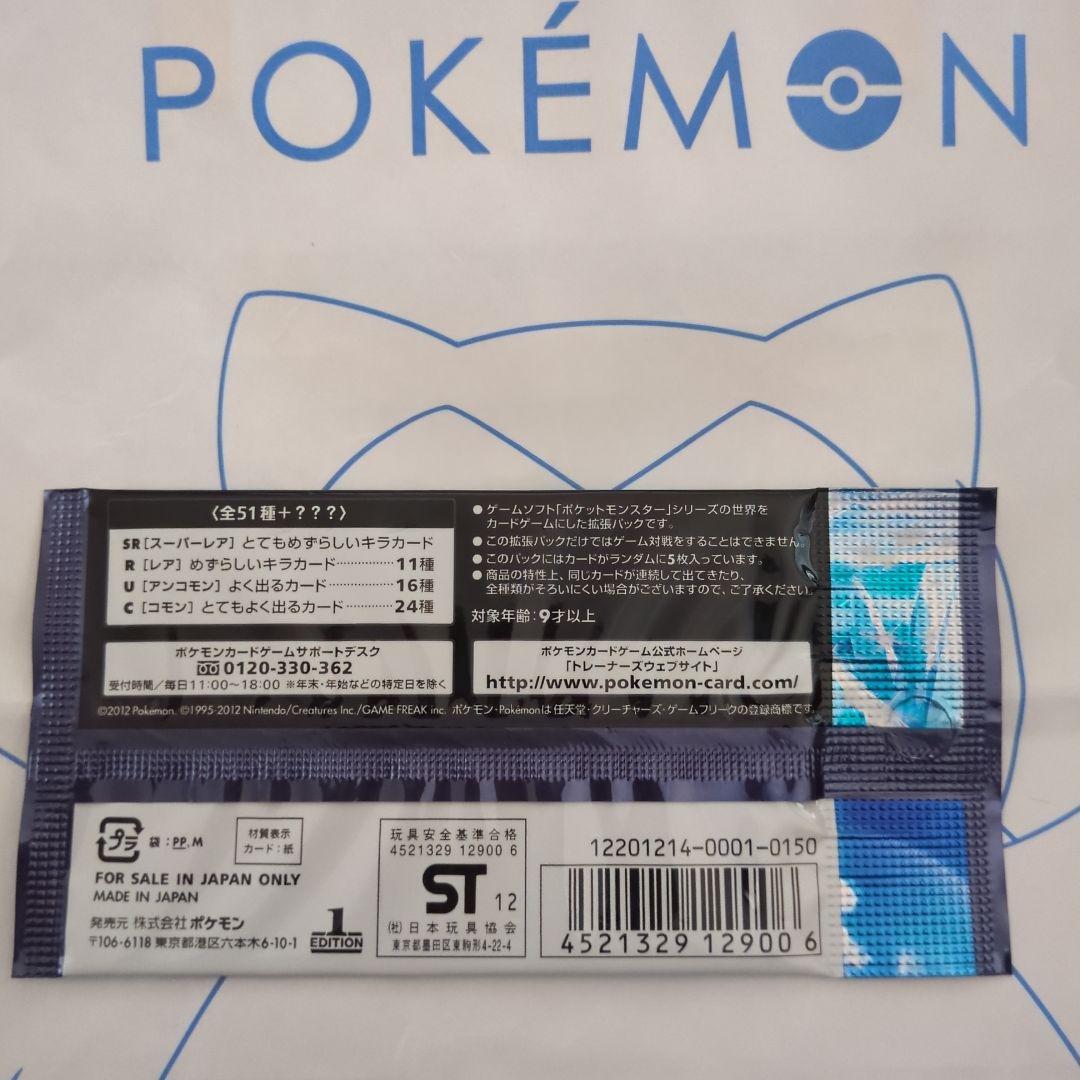 POKÉMON
〈全51種+???〉
SR[スーパーレア]とてもめずらしいキラカード
R[レア]めずらしいキラカード…………11種
U[アンコモン]よく出るカード…………16種
C[コモン]とてもよく出るカード…………24種
●ゲームソフト「ポケットモンスター」シリーズの世界を
カードゲームにした拡張パックです。
●この拡張パックだけではゲーム対戦をすることはできません。
●このパックにはカードがランダムに5枚入っています。
●商品の特性上、同じカードが連続して出てきたり、
全種類がそろいにくい場合がございますので、ご了承ください。
対象年齢:9才以上
ポケモンカードゲームサポートデスク
0120-330-362
受付時間/毎日11:00〜18:00 ※年末・年始などの特定日を除く
ポケモンカードゲーム公式ホームページ
「トレーナーズウェブサイト」
http://www.pokemon-card.com/
©2012 Pokémon. ©1995-2012 Nintendo/Creatures Inc./GAME FREAK inc. ポケモン・Pokémonは任天堂・クリーチャーズ・ゲームフリークの登録商標です。
プラ 袋:PP,M
材質表示
カード:紙
FOR SALE IN JAPAN ONLY
MADE IN JAPAN
発売元 株式会社ポケモン
〒106-6118 東京都港区六本木6-10-1
1
EDITION
玩具安全基準合格
4521329 12900 6
ST 12
(社)日本玩具協会
東京都墨田区東駒形4-22-4
12201214-0001-0150
4521329 12900 6